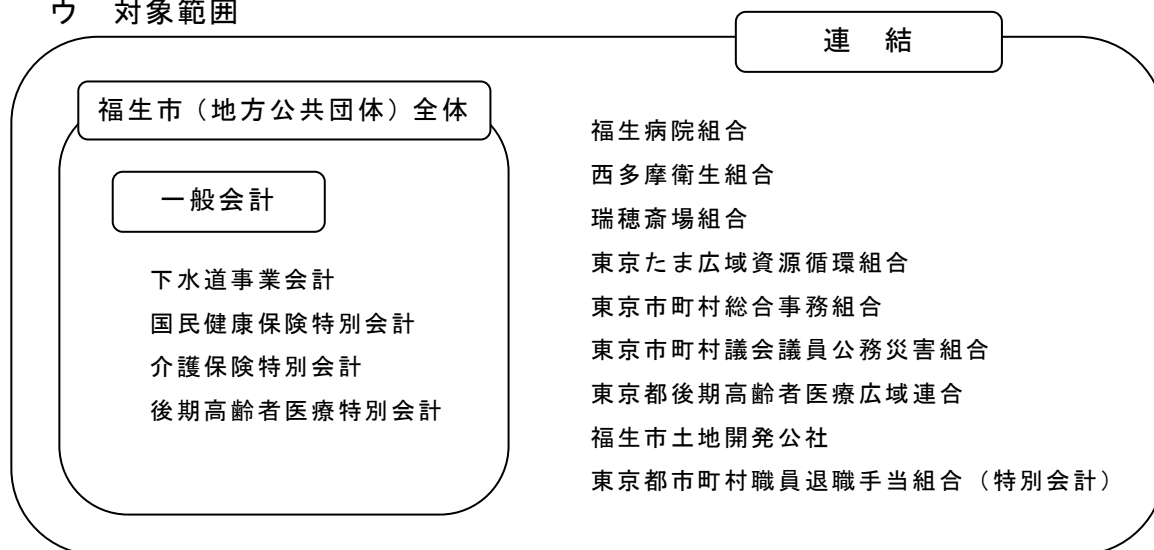 ウ 対象範囲
連 結
福生市（地方公共団体）全体
一般会計
下水道事業会計
国民健康保険特別会計
介護保険特別会計
後期高齢者医療特別会計
福生病院組合
西多摩衛生組合
瑞穂斎場組合
東京たま広域資源循環組合
東京市町村総合事務組合
東京市町村議会議員公務災害組合
東京都後期高齢者医療広域連合
福生市土地開発公社
東京都市町村職員退職手当組合（特別会計）